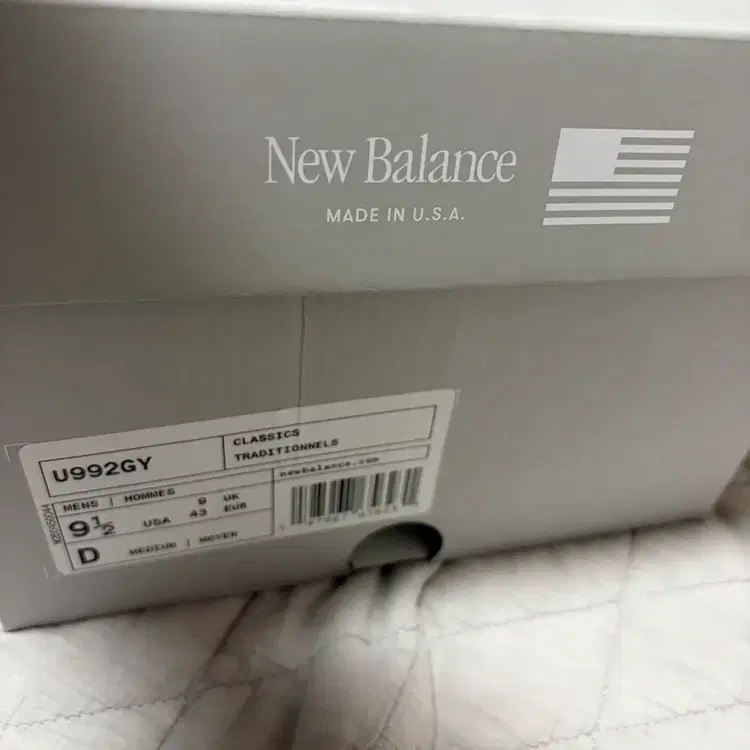 New Balance
MADE IN U.S.A.
U992GY
CLASSICS
TRADITIONNELS
newbalance.com
MENS | HOMMES
9 UK
9½ USA
43 EUR
D MEDIUM | MOYEN